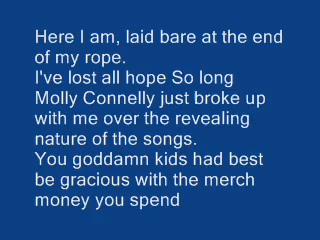 Here I am, laid bare at the end
of my rope.
I've lost all hope So long
Molly Connelly just broke up
with me over the revealing
nature of the songs.
You goddamn kids had best
be gracious with the merch
money you spend